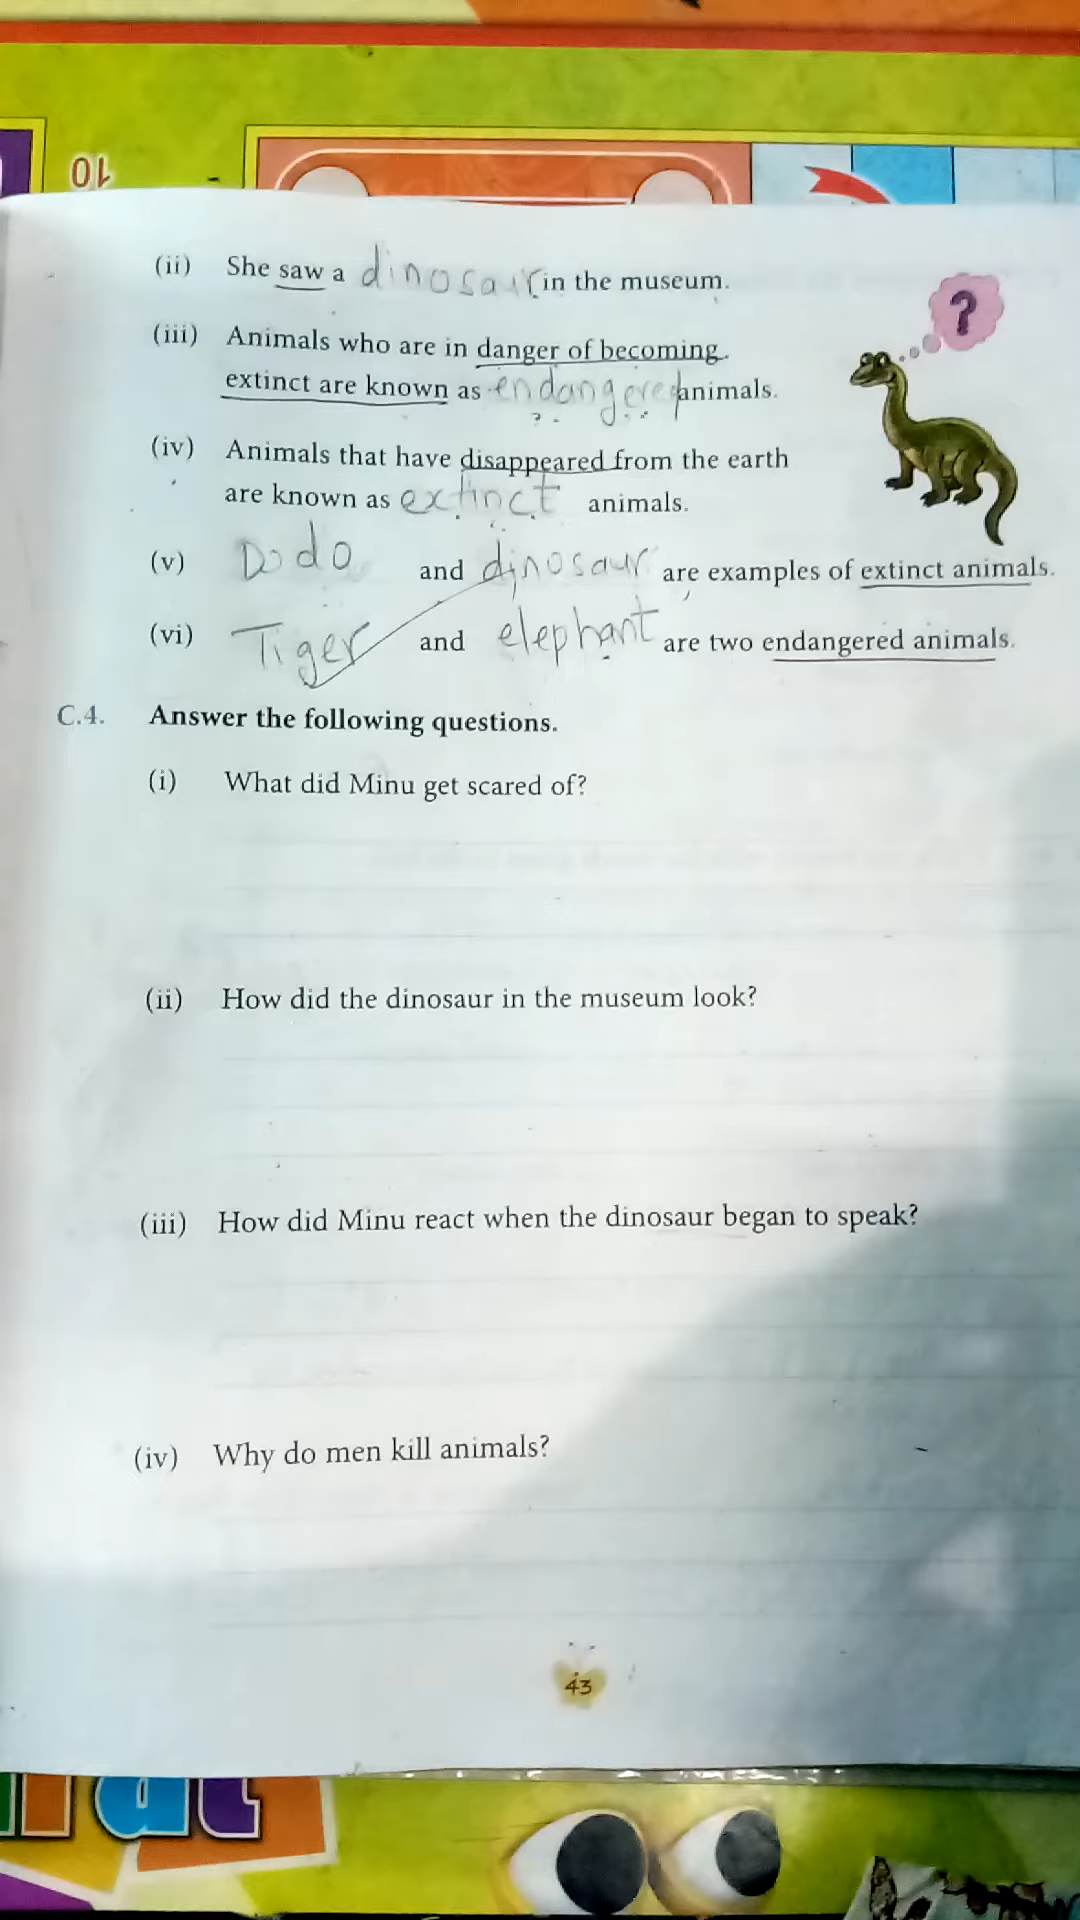 10
(ii) She saw a dinosaur in the museum.
?
(iii) Animals who are in danger of becoming
extinct are known as endangered animals.
(iv) Animals that have disappeared from the earth
are known as extinct animals.
(v) Dodo and dinosaur are examples of extinct animals.
(vi) Tiger and elephant are two endangered animals.
C.4. Answer the following questions.
(i) What did Minu get scared of?
(ii) How did the dinosaur in the museum look?
(iii) How did Minu react when the dinosaur began to speak?
(iv) Why do men kill animals?
43